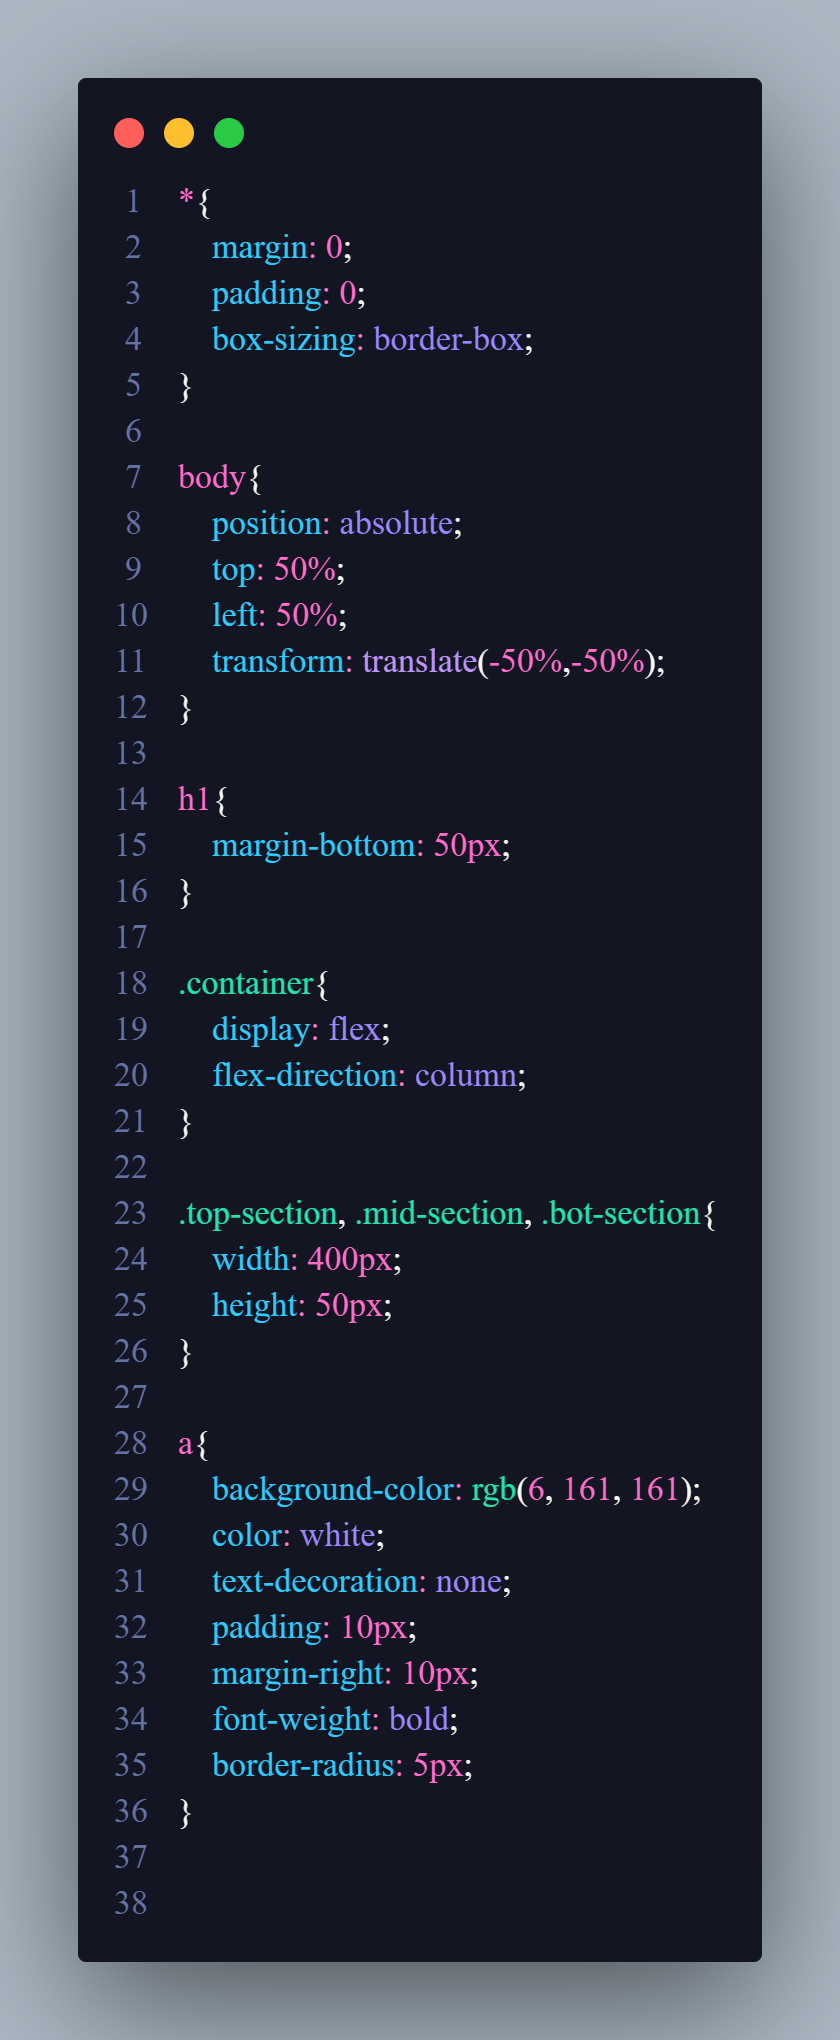 1 *{
2     margin: 0;
3     padding: 0;
4     box-sizing: border-box;
5 }
6
7 body{
8     position: absolute;
9     top: 50%;
10     left: 50%;
11     transform: translate(-50%,-50%);
12 }
13
14 h1{
15     margin-bottom: 50px;
16 }
17
18 .container{
19     display: flex;
20     flex-direction: column;
21 }
22
23 .top-section, .mid-section, .bot-section{
24     width: 400px;
25     height: 50px;
26 }
27
28 a{
29     background-color: rgb(6, 161, 161);
30     color: white;
31     text-decoration: none;
32     padding: 10px;
33     margin-right: 10px;
34     font-weight: bold;
35     border-radius: 5px;
36 }
37
38